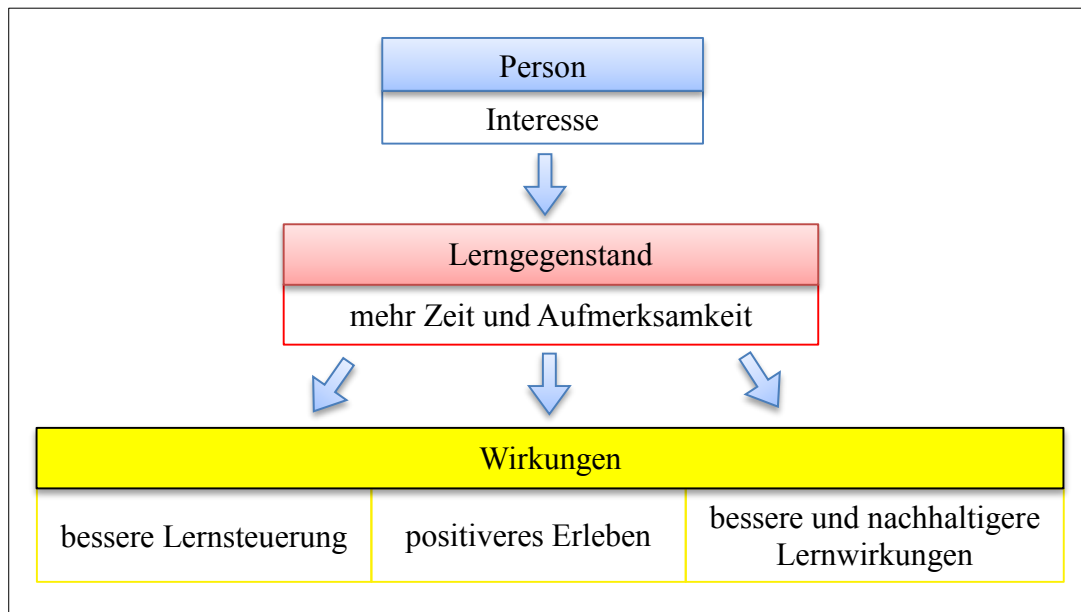 Person
Interesse
Lerngegenstand
mehr Zeit und Aufmerksamkeit
Wirkungen
bessere Lernsteuerung
positiveres Erleben
bessere und nachhaltigere
Lernwirkungen